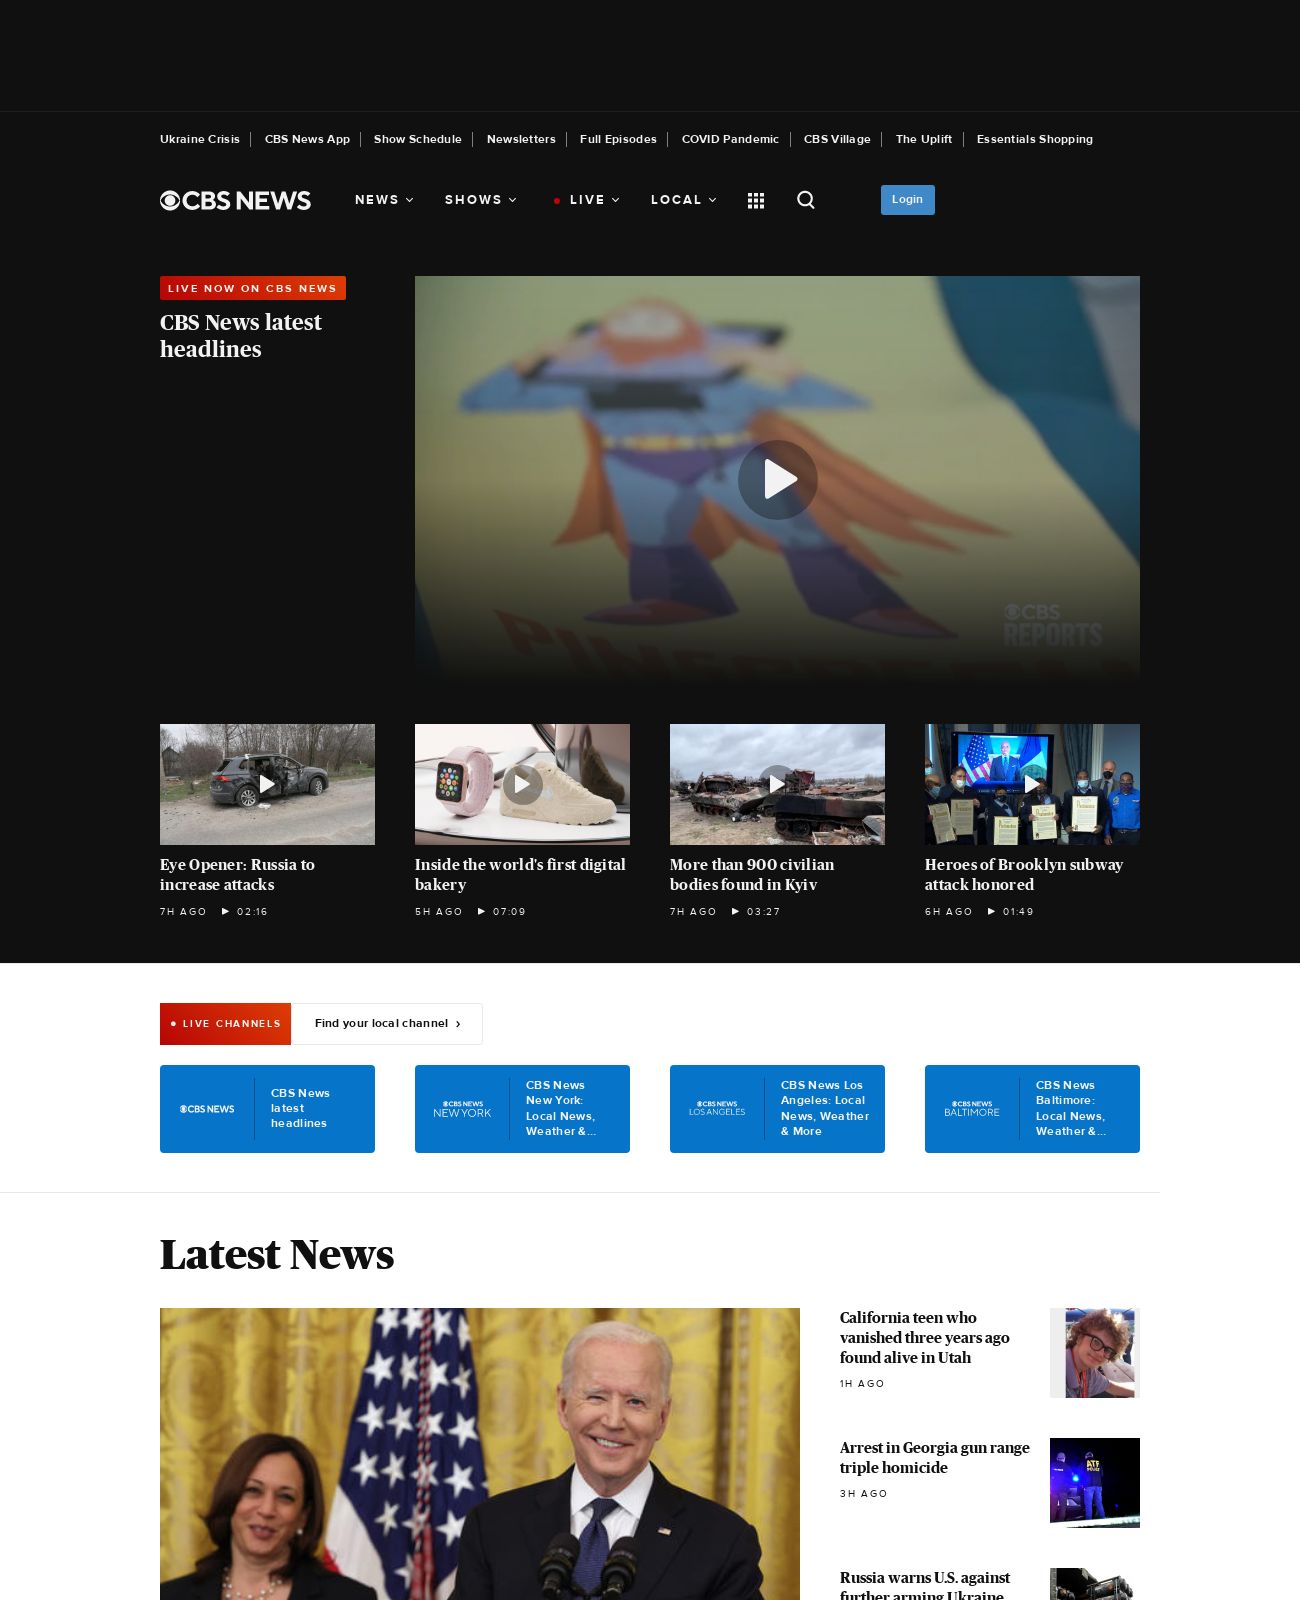 Ukraine Crisis CBS News App Show Schedule Newsletters Full Episodes COVID Pandemic CBS Village The Uplift Essentials Shopping
CBS NEWS NEWS SHOWS LIVE LOCAL Login
LIVE NOW ON CBS NEWS
CBS News latest
headlines
CBS
REPORTS
Eye Opener: Russia to
increase attacks
7H AGO 02:16
Inside the world's first digital
bakery
5H AGO 07:09
More than 900 civilian
bodies found in Kyiv
7H AGO 03:27
Heroes of Brooklyn subway
attack honored
6H AGO 01:49
LIVE CHANNELS
Find your local channel ›
CBS NEWS
CBS News
latest
headlines
CBS NEWS
NEW YORK
CBS News
New York:
Local News,
Weather &...
CBS NEWS
LOS ANGELES
CBS News Los
Angeles: Local
News, Weather
& More
CBS NEWS
BALTIMORE
CBS News
Baltimore:
Local News,
Weather &...
Latest News
California teen who
vanished three years ago
found alive in Utah
1H AGO
Arrest in Georgia gun range
triple homicide
3H AGO
ATF
Russia warns U.S. against
further arming Ukraine